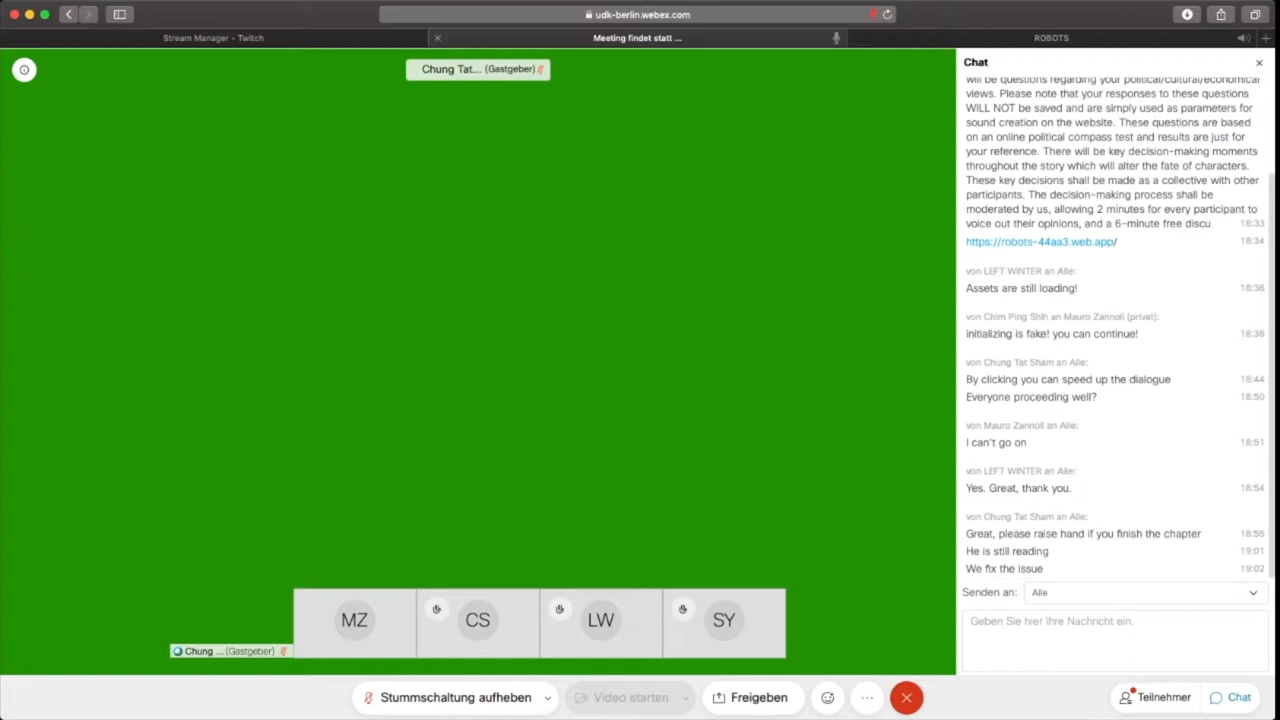 udk-berlin.webex.com
Stream Manager - Twitch
Meeting findet statt ...
ROBOTS
Chung Tat... (Gastgeber)
Chat
will be questions regarding your political/cultural/economical
views. Please note that your responses to these questions
WILL NOT be saved and are simply used as parameters for
sound creation on the website. These questions are based
on an online political compass test and results are just for
your reference. There will be key decision-making moments
throughout the story which will alter the fate of characters.
These key decisions shall be made as a collective with other
participants. The decision-making process shall be
moderated by us, allowing 2 minutes for every participant to
voice out their opinions, and a 6-minute free discu 18:33
https://robots-44aa3.web.app/ 18:34
von LEFT WINTER an Alle:
Assets are still loading! 18:36
von Chim Ping Shih an Mauro Zannoli (privat):
Initializing is fake! you can continue! 18:38
von Chung Tat Sham an Alle:
By clicking you can speed up the dialogue 18:44
Everyone proceeding well? 18:50
von Mauro Zannoli an Alle:
I can't go on 18:51
von LEFT WINTER an Alle:
Yes. Great, thank you. 18:54
von Chung Tat Sham an Alle:
Great, please raise hand if you finish the chapter 18:55
He is still reading 19:01
We fix the issue 19:02
Senden an: Alle
Geben Sie hier Ihre Nachricht ein.
MZ
CS
LW
SY
Chung ... (Gastgeber)
Stummschaltung aufheben
Video starten
Freigeben
Teilnehmer
Chat